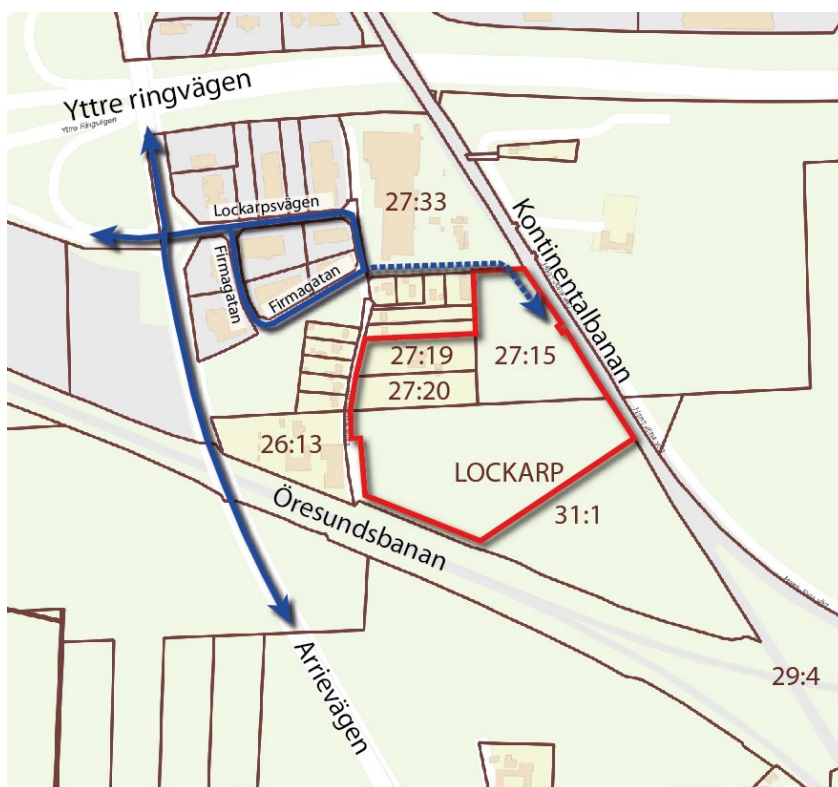 Yttre ringvägen
Yttre Ringvägen
27:33
Lockarpsvägen
Kontinentalbanan
Firmagatan
Firmagatan
27:19
27:15
27:20
26:13
LOCKARP
31:1
Öresundsbanan
29:4
Arrievägen